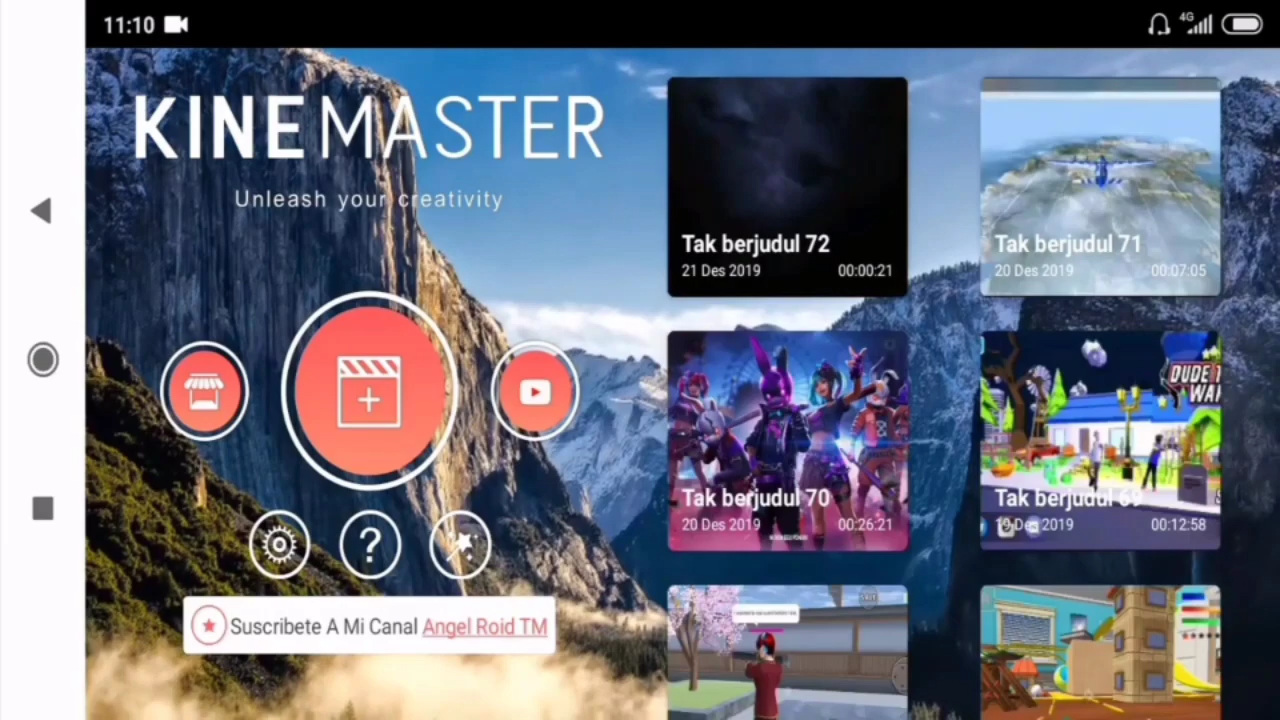 11:10
4G
KINEMASTER
Unleash your creativity
Suscribete A Mi Canal Angel Roid TM
Tak berjudul 72
21 Des 2019 00:00:21
Tak berjudul 71
20 Des 2019 00:07:05
Tak berjudul 70
20 Des 2019 00:26:21
DUDE
Tak berjudul 69
19 Des 2019 00:12:58